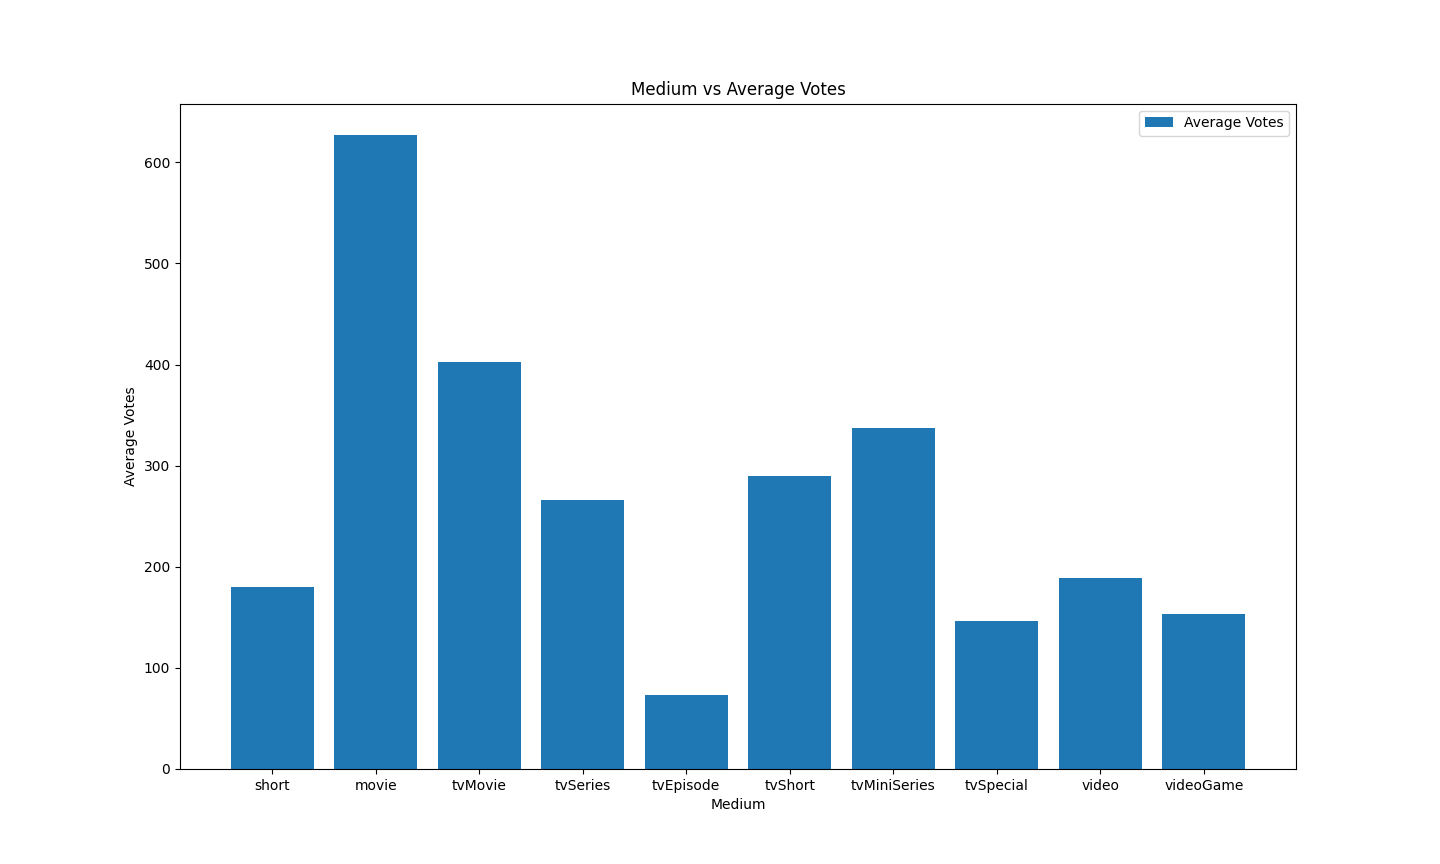 Medium vs Average Votes
Average Votes
600
500
400
300
200
100
0
Average Votes
short movie tvMovie tvSeries tvEpisode tvShort tvMiniSeries tvSpecial video videoGame
Medium